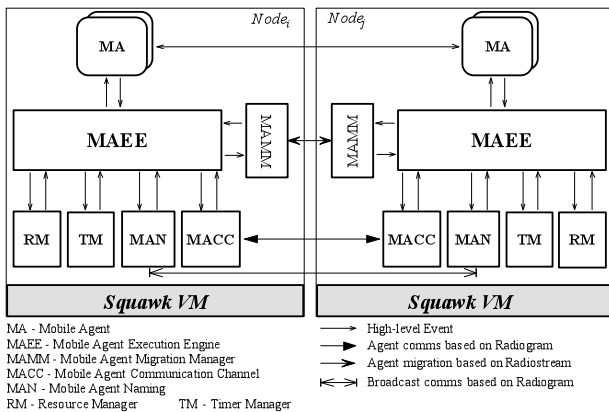 Nodei Nodej
MA MA
MAEE MAMM MAMM MAEE
RM TM MAN MACC MACC MAN TM RM
Squawk VM Squawk VM
MA - Mobile Agent
MAEE - Mobile Agent Execution Engine
MAMM - Mobile Agent Migration Manager
MACC - Mobile Agent Communication Channel
MAN - Mobile Agent Naming
RM - Resource Manager TM - Timer Manager
High-level Event
Agent comms based on Radiogram
Agent migration based on Radiostream
Broadcast comms based on Radiogram